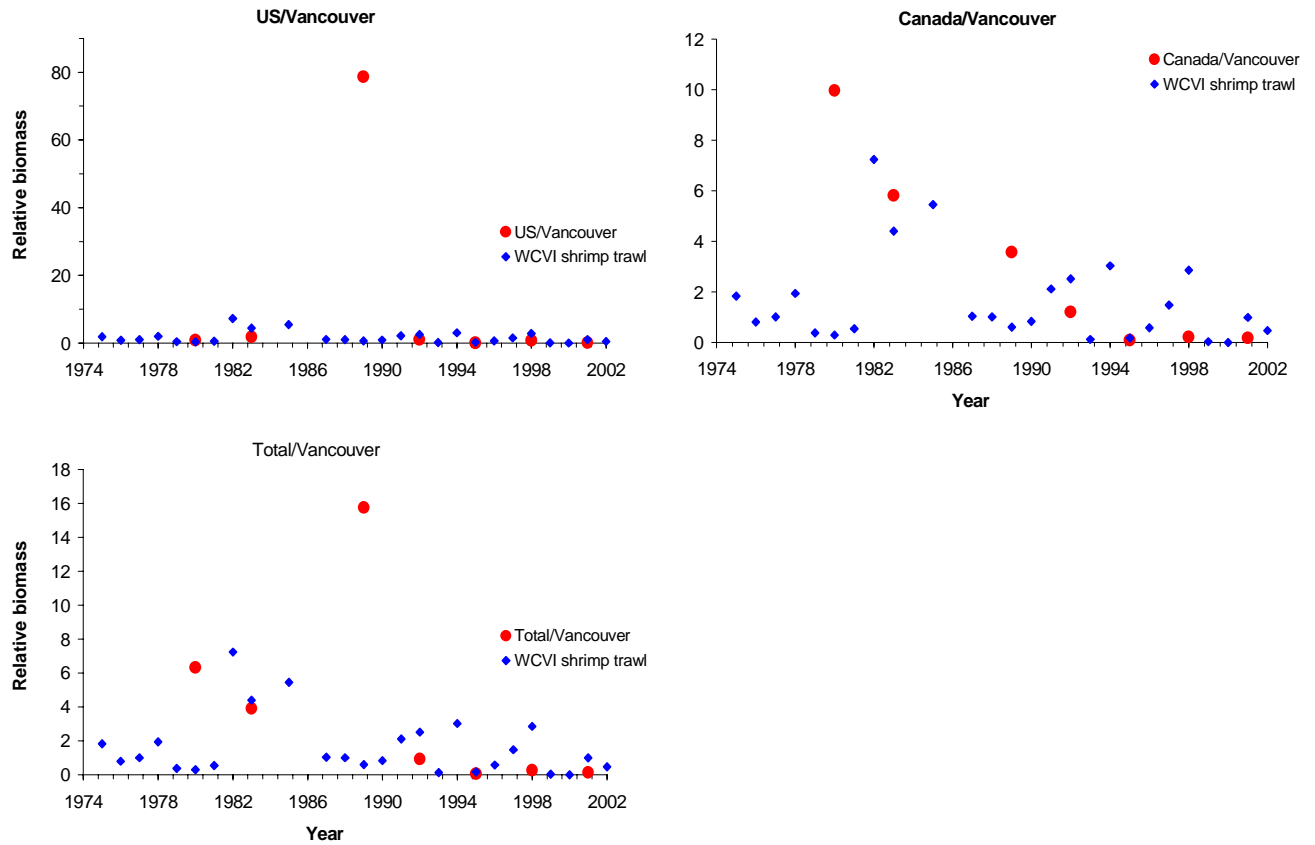 US/Vancouver
80
60
40
20
0
Relative biomass
US/Vancouver
WCVI shrimp trawl
1974 1978 1982 1986 1990 1994 1998 2002
Canada/Vancouver
12
10
8
6
4
2
0
Canada/Vancouver
WCVI shrimp trawl
1974 1978 1982 1986 1990 1994 1998 2002
Year
Total/Vancouver
18
16
14
12
10
8
6
4
2
0
Relative biomass
Total/Vancouver
WCVI shrimp trawl
1974 1978 1982 1986 1990 1994 1998 2002
Year